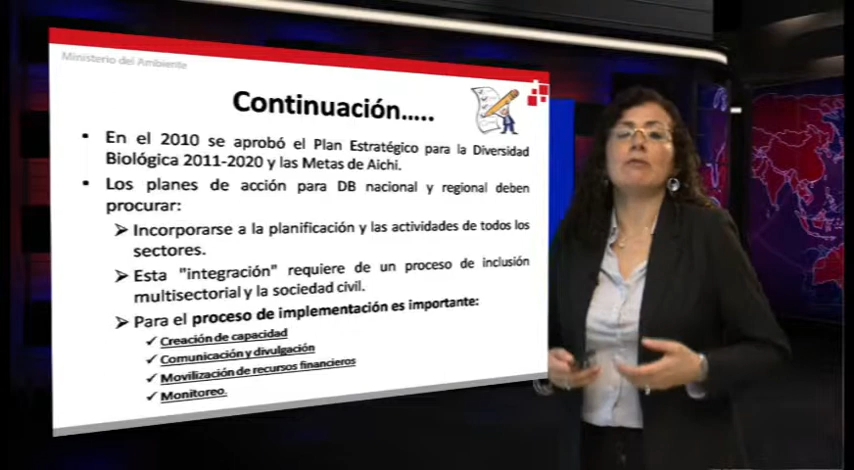 Ministerio del Ambiente
Continuación.....
• En el 2010 se aprobó el Plan Estratégico para la Diversidad
Biológica 2011-2020 y las Metas de Aichi.
• Los planes de acción para DB nacional y regional deben
procurar:
➢ Incorporarse a la planificación y las actividades de todos los
sectores.
➢ Esta "integración" requiere de un proceso de inclusión
multisectorial y la sociedad civil.
➢ Para el proceso de implementación es importante:
✓ Creación de capacidad
✓ Comunicación y divulgación
✓ Movilización de recursos financieros
✓ Monitoreo.